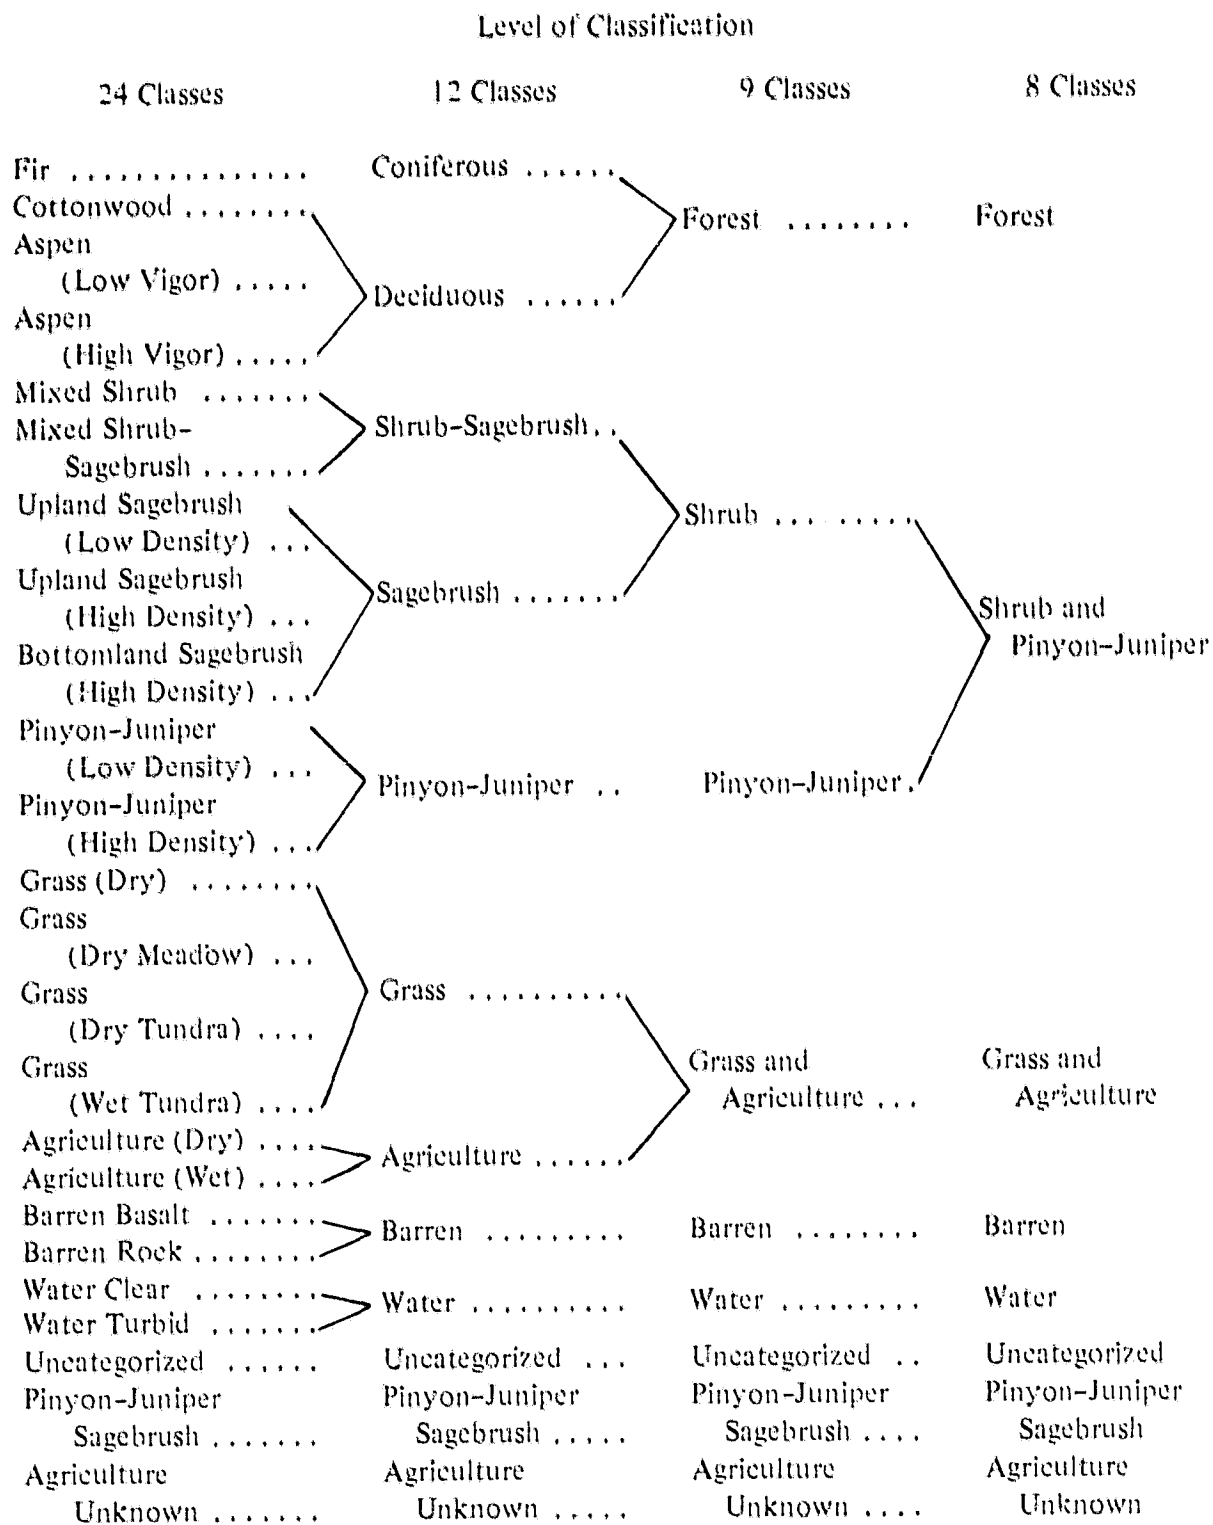 Level of Classification
24 Classes 12 Classes 9 Classes 8 Classes
Fir ............... Coniferous ......
Cottonwood ........ Forest ........ Forest
Aspen
(Low Vigor) ..... Deciduous ......
Aspen
(High Vigor) .....
Mixed Shrub .......
Mixed Shrub- Shrub-Sagebrush..
Sagebrush .......
Upland Sagebrush Shrub .........
(Low Density) ...
Upland Sagebrush Sagebrush .......
(High Density) ... Shrub and
Bottomland Sagebrush Pinyon-Juniper
(High Density) ...
Pinyon-Juniper
(Low Density) ... Pinyon-Juniper .. Pinyon-Juniper.
Pinyon-Juniper
(High Density) ...
Grass (Dry) ........
Grass
(Dry Meadow) ...
Grass Grass ..........
(Dry Tundra) ....
Grass Grass and Grass and
(Wet Tundra) .... Agriculture ... Agriculture
Agriculture (Dry) .... Agriculture ......
Agriculture (Wet) ....
Barren Basalt ....... Barren ......... Barren ........ Barren
Barren Rock ........
Water Clear ........ Water .......... Water ......... Water
Water Turbid .......
Uncategorized ...... Uncategorized ... Uncategorized .. Uncategorized
Pinyon-Juniper Pinyon-Juniper Pinyon-Juniper Pinyon-Juniper
Sagebrush ....... Sagebrush ..... Sagebrush .... Sagebrush
Agriculture Agriculture Agriculture Agriculture
Unknown ....... Unknown ..... Unknown .... Unknown